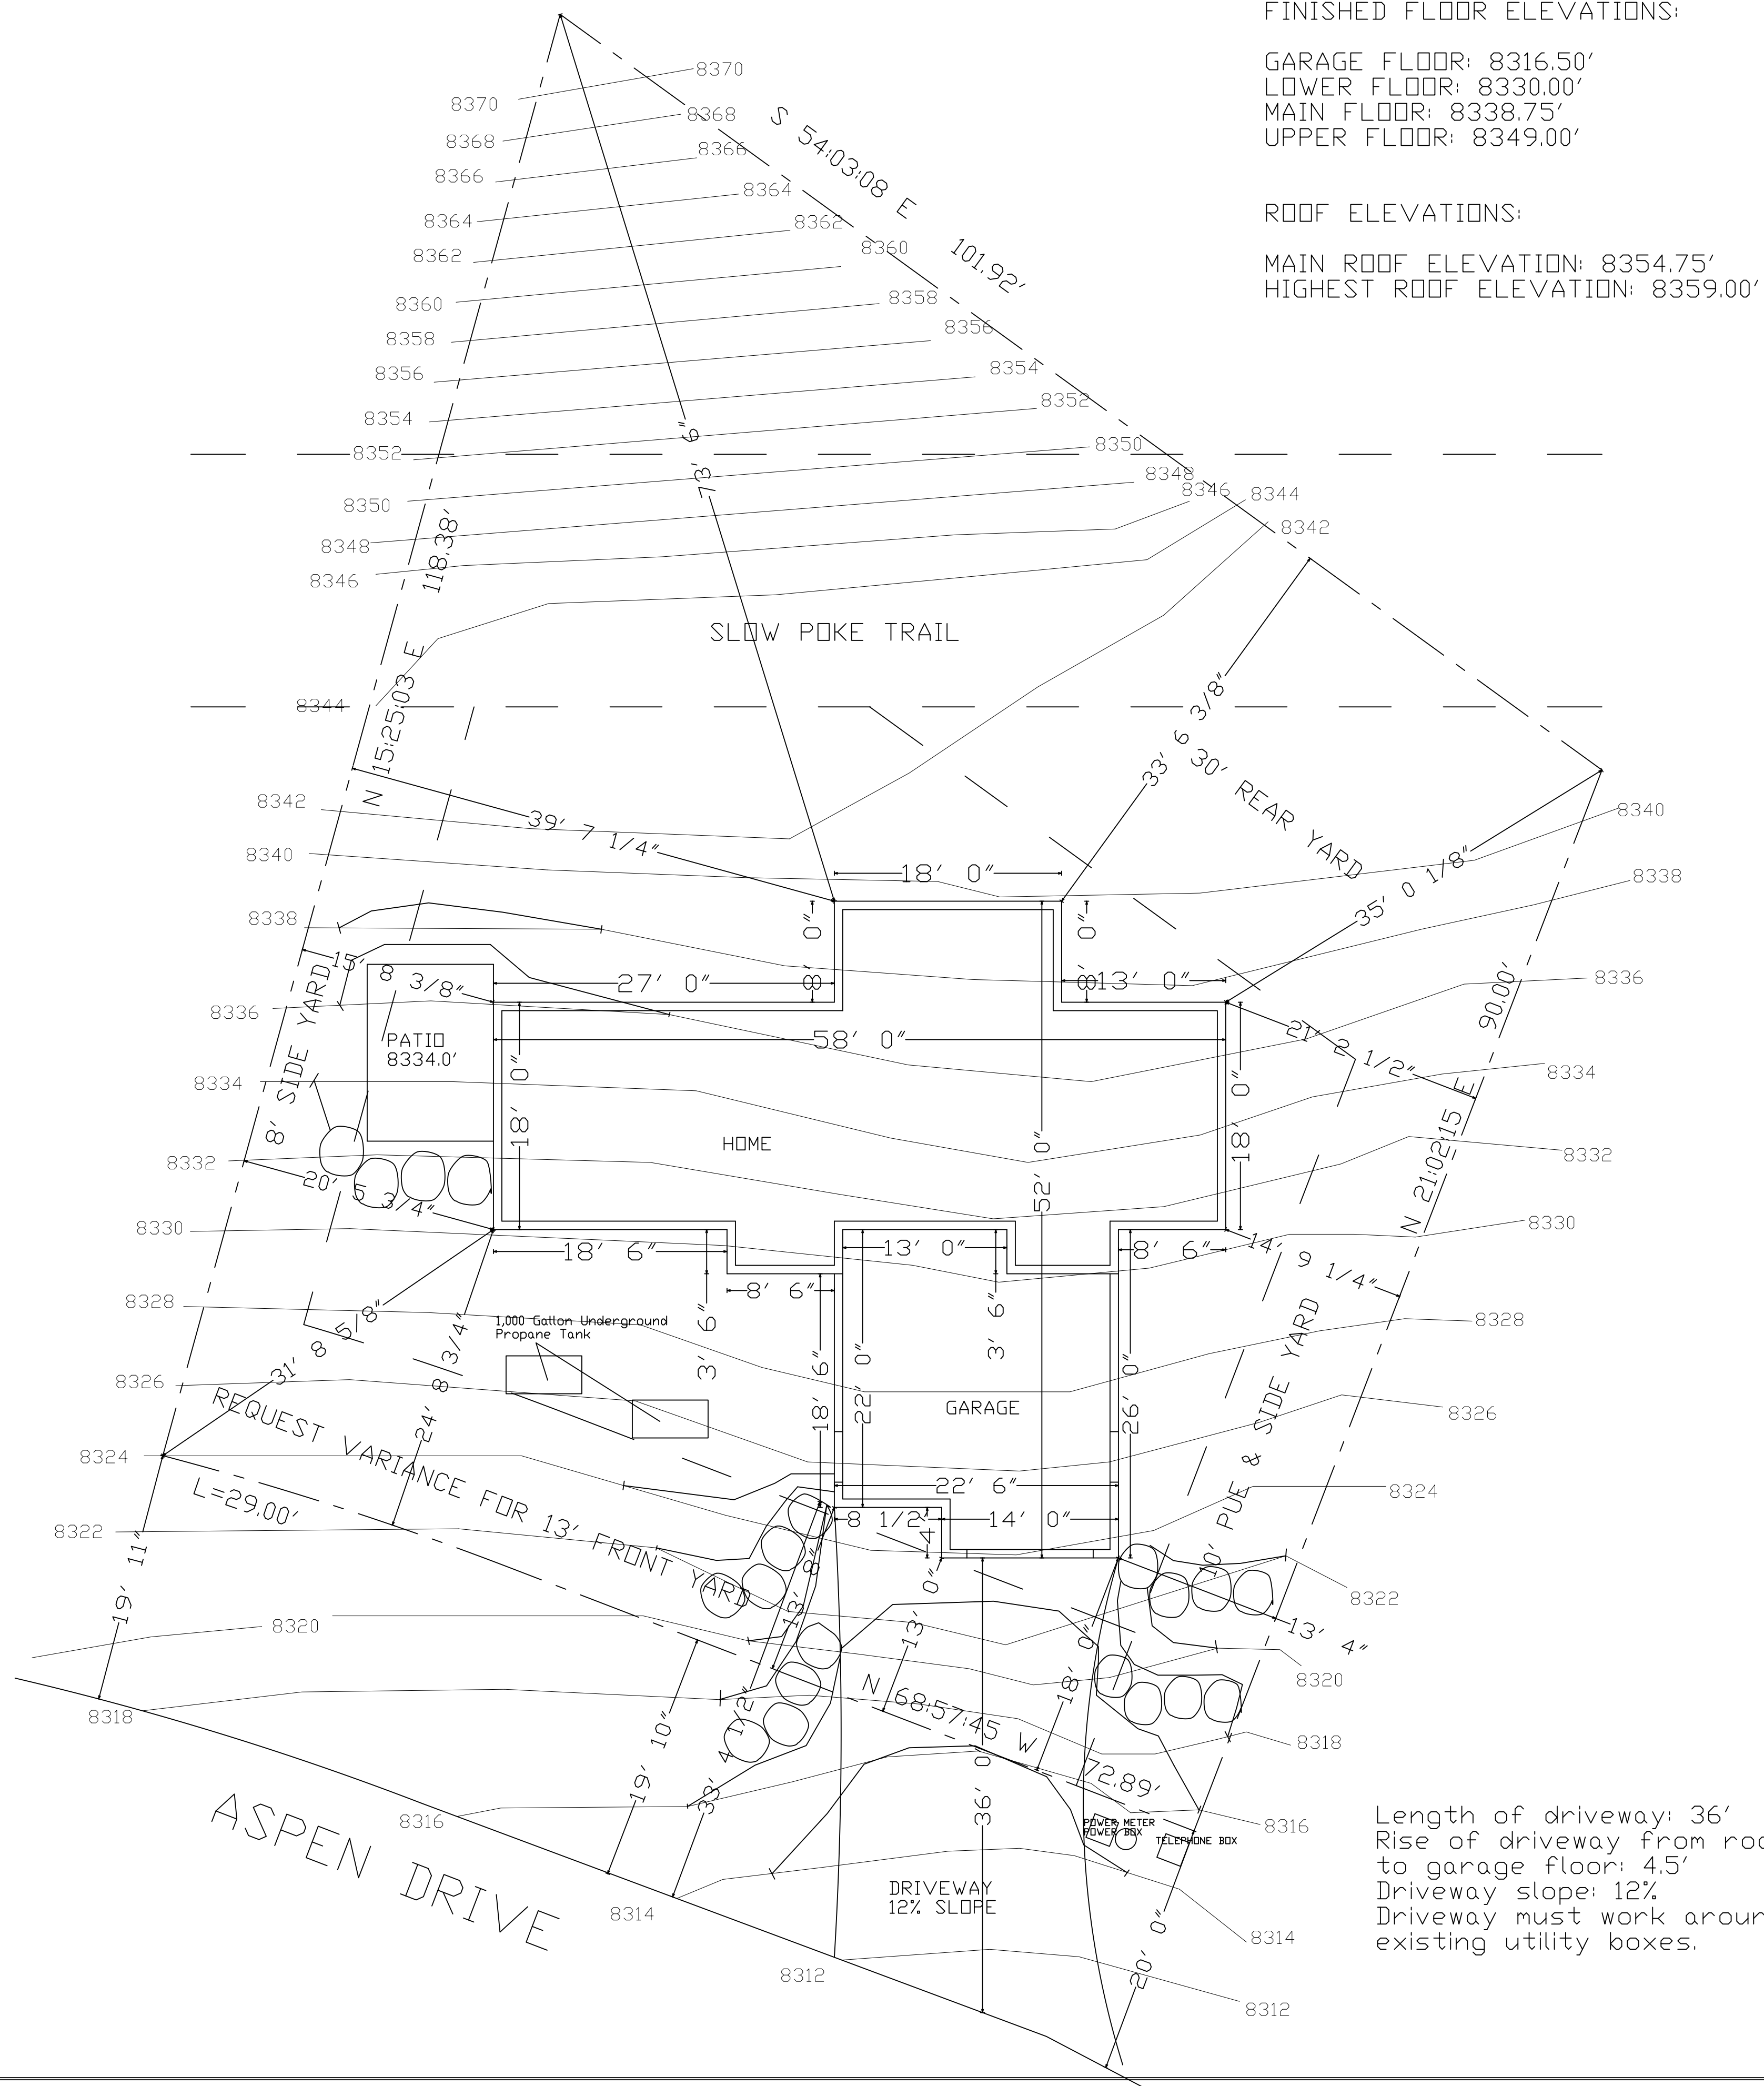 FINISHED FLOOR ELEVATIONS:
GARAGE FLOOR: 8316.50'
LOWER FLOOR: 8330.00'
MAIN FLOOR: 8338.75'
UPPER FLOOR: 8349.00'
ROOF ELEVATIONS:
MAIN ROOF ELEVATION: 8354.75'
HIGHEST ROOF ELEVATION: 8359.00'
8370
8370
8368
8368
8366
8366
8364
8364
8362
8362
8360
8360
8358
8358
8356
8356
8354
8354
8352
8352
8350
8350
8348
8348
8346
8346
8344
8342
S 54:03:08 E 101.92'
73' 6"
N 15:25:03 E 118.38'
SLOW POKE TRAIL
8344
33' 6 3/8"
30' REAR YARD
8342
39' 7 1/4"
8340
8340
18' 0"
35' 0 1/8"
8338
8338
8' 0"
8' 0"
15' 8 3/8"
27' 0"
13' 0"
8336
8336
8' SIDE YARD
PATIO
8334.0'
58' 0"
21' 2 1/2"
N 21:02:15 E 90.00'
8334
8334
18' 0"
18' 0"
HOME
52' 0"
8332
8332
20' 5 3/4"
8330
8330
18' 6"
13' 0"
8' 6"
14' 9 1/4"
8' 6"
8328
8328
31' 8 5/8"
24' 8 3/4"
1,000 Gallon Underground
Propane Tank
3' 6"
18' 6"
22' 0"
3' 6"
26' 0"
8326
8326
GARAGE
10' PUE & SIDE YARD
REQUEST VARIANCE FOR 13' FRONT YARD
8324
8324
L=29.00'
22' 6"
8 1/2"
14' 0"
4' 0"
8322
8322
19' 11"
13' 8"
13'
18' 0"
13' 4"
8320
8320
N 68:57:45 W 72.89'
8318
8318
19' 10"
33' 4 1/2"
36' 0"
8316
8316
POWER METER
POWER BOX
TELEPHONE BOX
ASPEN DRIVE
DRIVEWAY
12% SLOPE
8314
8314
20' 0"
8312
8312
Length of driveway: 36'
Rise of driveway from roa
to garage floor: 4.5'
Driveway slope: 12%
Driveway must work aroun
existing utility boxes.